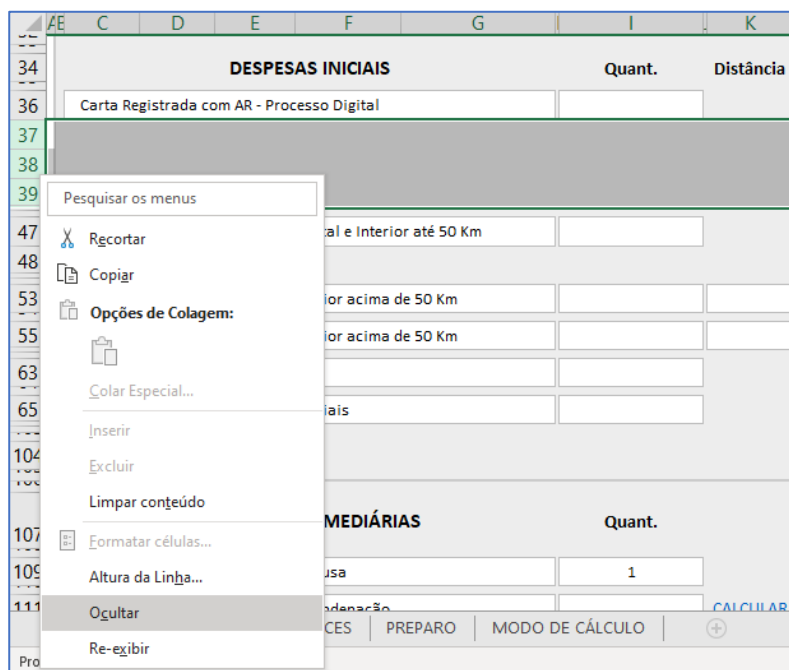 A E C D E F G I K
34 DESPESAS INICIAIS Quant. Distância
36 Carta Registrada com AR - Processo Digital
37
38
39
Pesquisar os menus
47 tal e Interior até 50 Km
Recortar
48
Copiar
53 ior acima de 50 Km
Opções de Colagem:
55 ior acima de 50 Km
63
Colar Especial...
65 iais
Inserir
104
Excluir
Limpar conteúdo
107 MEDIÁRIAS Quant.
Formatar células...
109 usa 1
Altura da Linha...
111 ndenação CALCULAR
Ocultar
CES PREPARO MODO DE CÁLCULO
Re-exibir
Pro